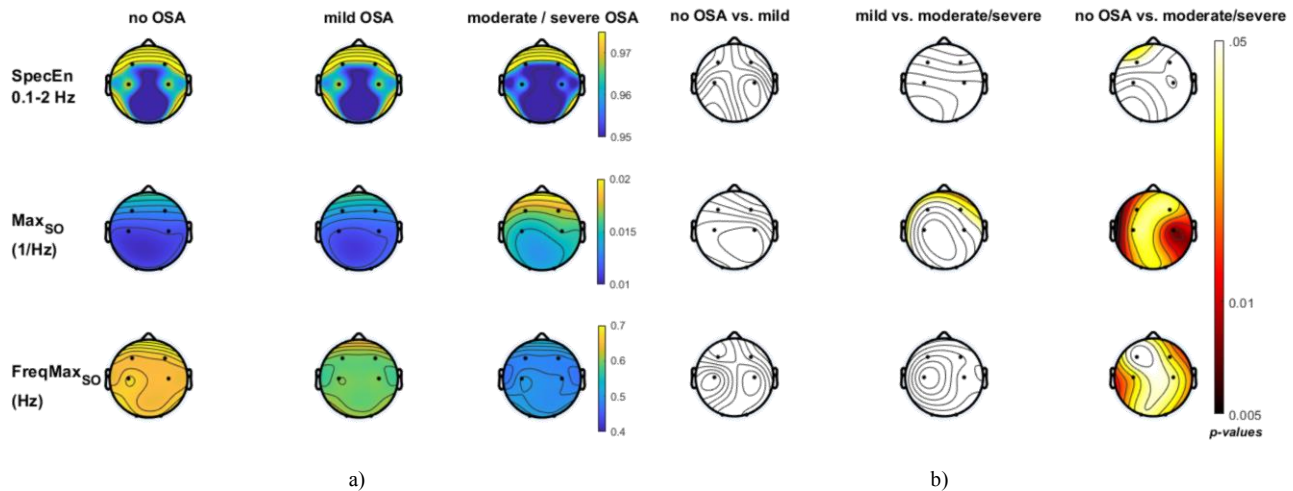 no OSA mild OSA moderate / severe OSA no OSA vs. mild mild vs. moderate/severe no OSA vs. moderate/severe
SpecEn
0.1-2 Hz
0.97
0.96
0.95
Max_SO
(1/Hz)
0.02
0.015
0.01
FreqMax_SO
(Hz)
0.7
0.6
0.5
0.4
.05
0.01
0.005
p-values
a) b)